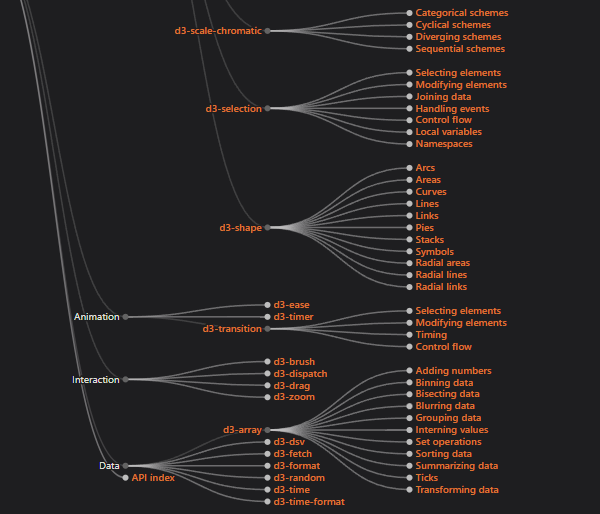 d3-scale-chromatic
Categorical schemes
Cyclical schemes
Diverging schemes
Sequential schemes
d3-selection
Selecting elements
Modifying elements
Joining data
Handling events
Control flow
Local variables
Namespaces
d3-shape
Arcs
Areas
Curves
Lines
Links
Pies
Stacks
Symbols
Radial areas
Radial lines
Radial links
Animation
d3-ease
d3-timer
d3-transition
Selecting elements
Modifying elements
Timing
Control flow
Interaction
d3-brush
d3-dispatch
d3-drag
d3-zoom
Data
d3-array
Adding numbers
Binning data
Bisecting data
Blurring data
Grouping data
Interning values
Set operations
Sorting data
Summarizing data
Ticks
Transforming data
d3-dsv
d3-fetch
d3-format
d3-random
d3-time
d3-time-format
API index